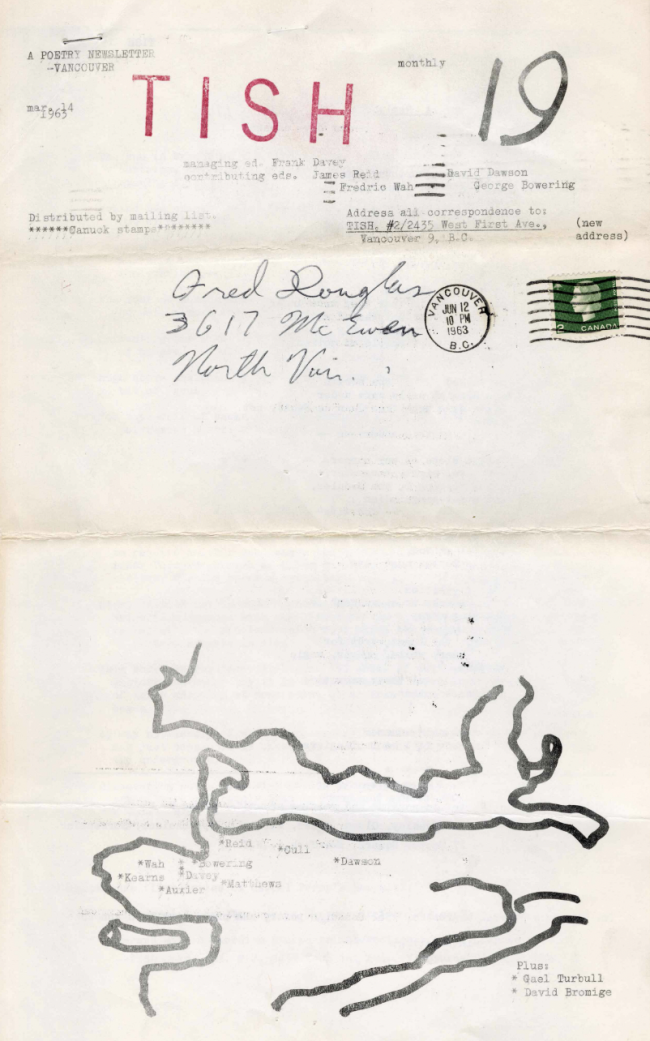 A POETRY NEWSLETTER
-VANCOUVER
monthly
19
mar. 14
1963
TISH
managing ed. Frank Davey
contributing eds. James Reid
David Dawson
Fredric Wah
George Bowering
Distributed by mailing list.
******Canuck stamps*******
Address all correspondence to:
TISH, #2/2435 West First Ave.,
Vancouver 9, B.C.
(new
address)
Fred Douglas
3617 McEwen
North Van.
VANCOUVER
JUN 12
10 PM
1963
B.C.
2 CANADA
*Reid
*Cull
*Wah
*Bowering
*Dawson
*Kearns
*Davey
*Auxier
*Matthews
Plus:
* Gael Turbull
* David Bromige